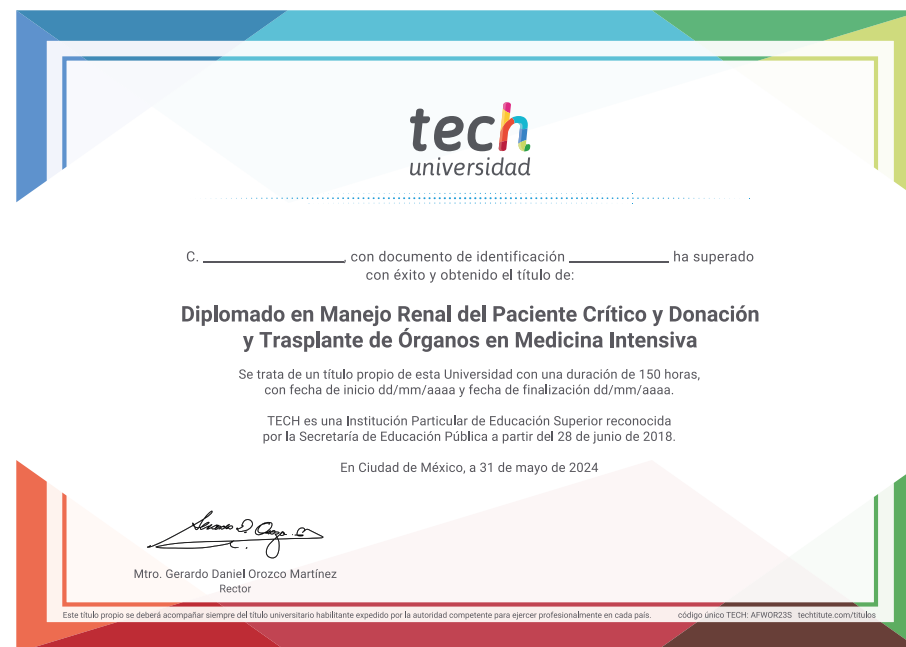 tech
universidad
C. ____________________, con documento de identificación ______________ ha superado
con éxito y obtenido el título de:
Diplomado en Manejo Renal del Paciente Crítico y Donación
y Trasplante de Órganos en Medicina Intensiva
Se trata de un título propio de esta Universidad con una duración de 150 horas,
con fecha de inicio dd/mm/aaaa y fecha de finalización dd/mm/aaaa.
TECH es una Institución Particular de Educación Superior reconocida
por la Secretaría de Educación Pública a partir del 28 de junio de 2018.
En Ciudad de México, a 31 de mayo de 2024
Mtro. Gerardo Daniel Orozco Martínez
Rector
Este título propio se deberá acompañar siempre del título universitario habilitante expedido por la autoridad competente para ejercer profesionalmente en cada país. código único TECH: AFWOR23S techtitute.com/titulos